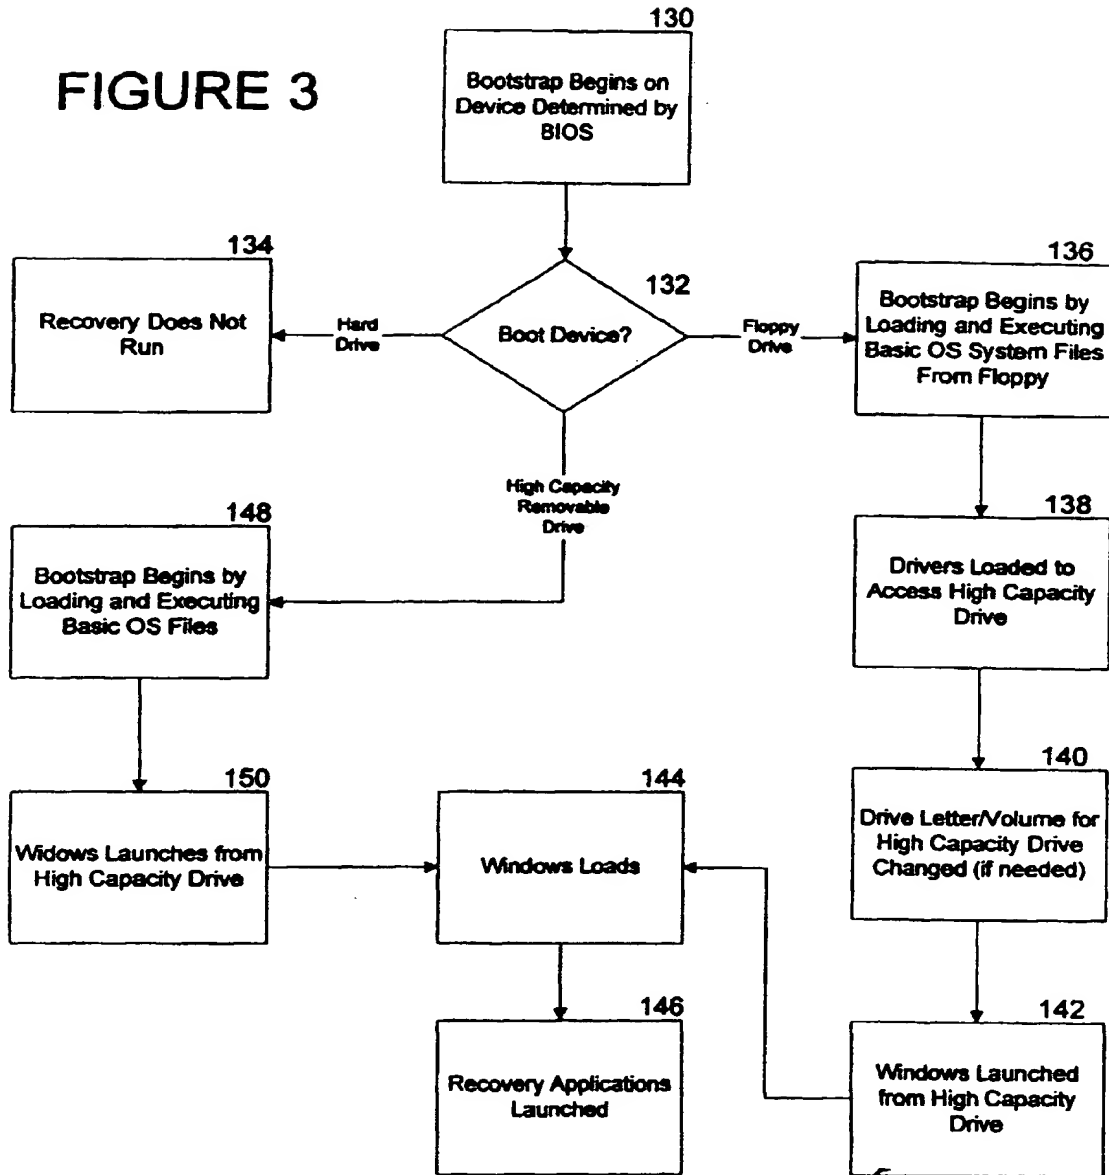 FIGURE 3
130
Bootstrap Begins on
Device Determined by
BIOS
134
Recovery Does Not
Run
Hard
Drive
132
Boot Device?
Floppy
Drive
136
Bootstrap Begins by
Loading and Executing
Basic OS System Files
From Floppy
High Capacity
Removable
Drive
148
Bootstrap Begins by
Loading and Executing
Basic OS Files
138
Drivers Loaded to
Access High Capacity
Drive
150
Widows Launches from
High Capacity Drive
144
Windows Loads
140
Drive Letter/Volume for
High Capacity Drive
Changed (if needed)
146
Recovery Applications
Launched
142
Windows Launched
from High Capacity
Drive